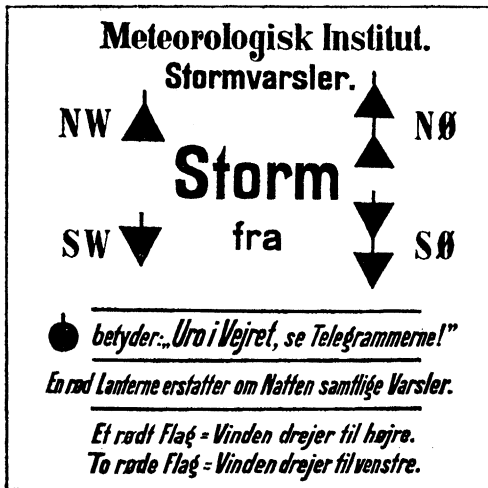 Meteorologisk Institut.
Stormvarsler.
NW NØ
Storm
fra
SW SØ
betyder: „Uro i Vejret, se Telegrammerne!”
En rød Lanterne erstatter om Natten samtlige Varsler.
Et rødt Flag = Vinden drejer til højre.
To røde Flag = Vinden drejer til venstre.